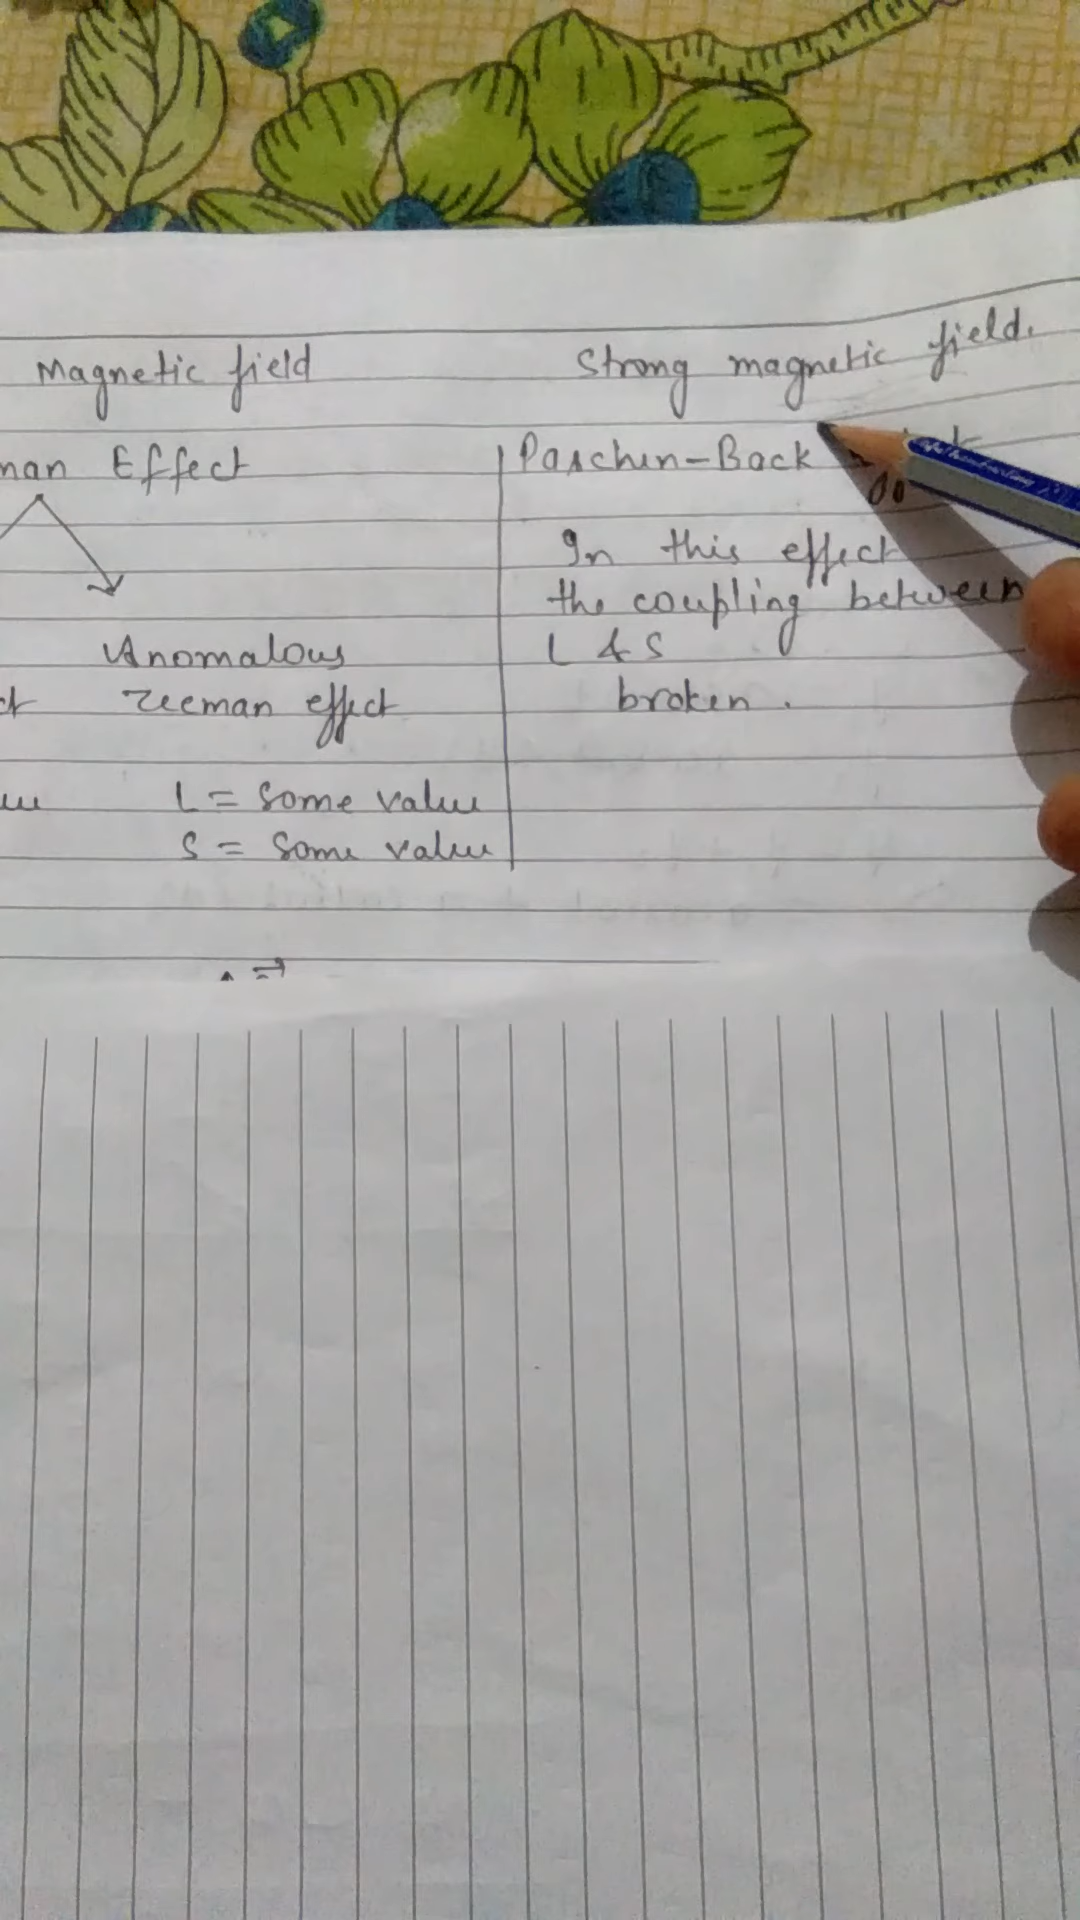 Magnetic field
Strong magnetic field.
man Effect
Paschen-Back
In this effect
the coupling between
L & S
broken.
Anomalous
zeeman effect
L = Some value
S = Some value